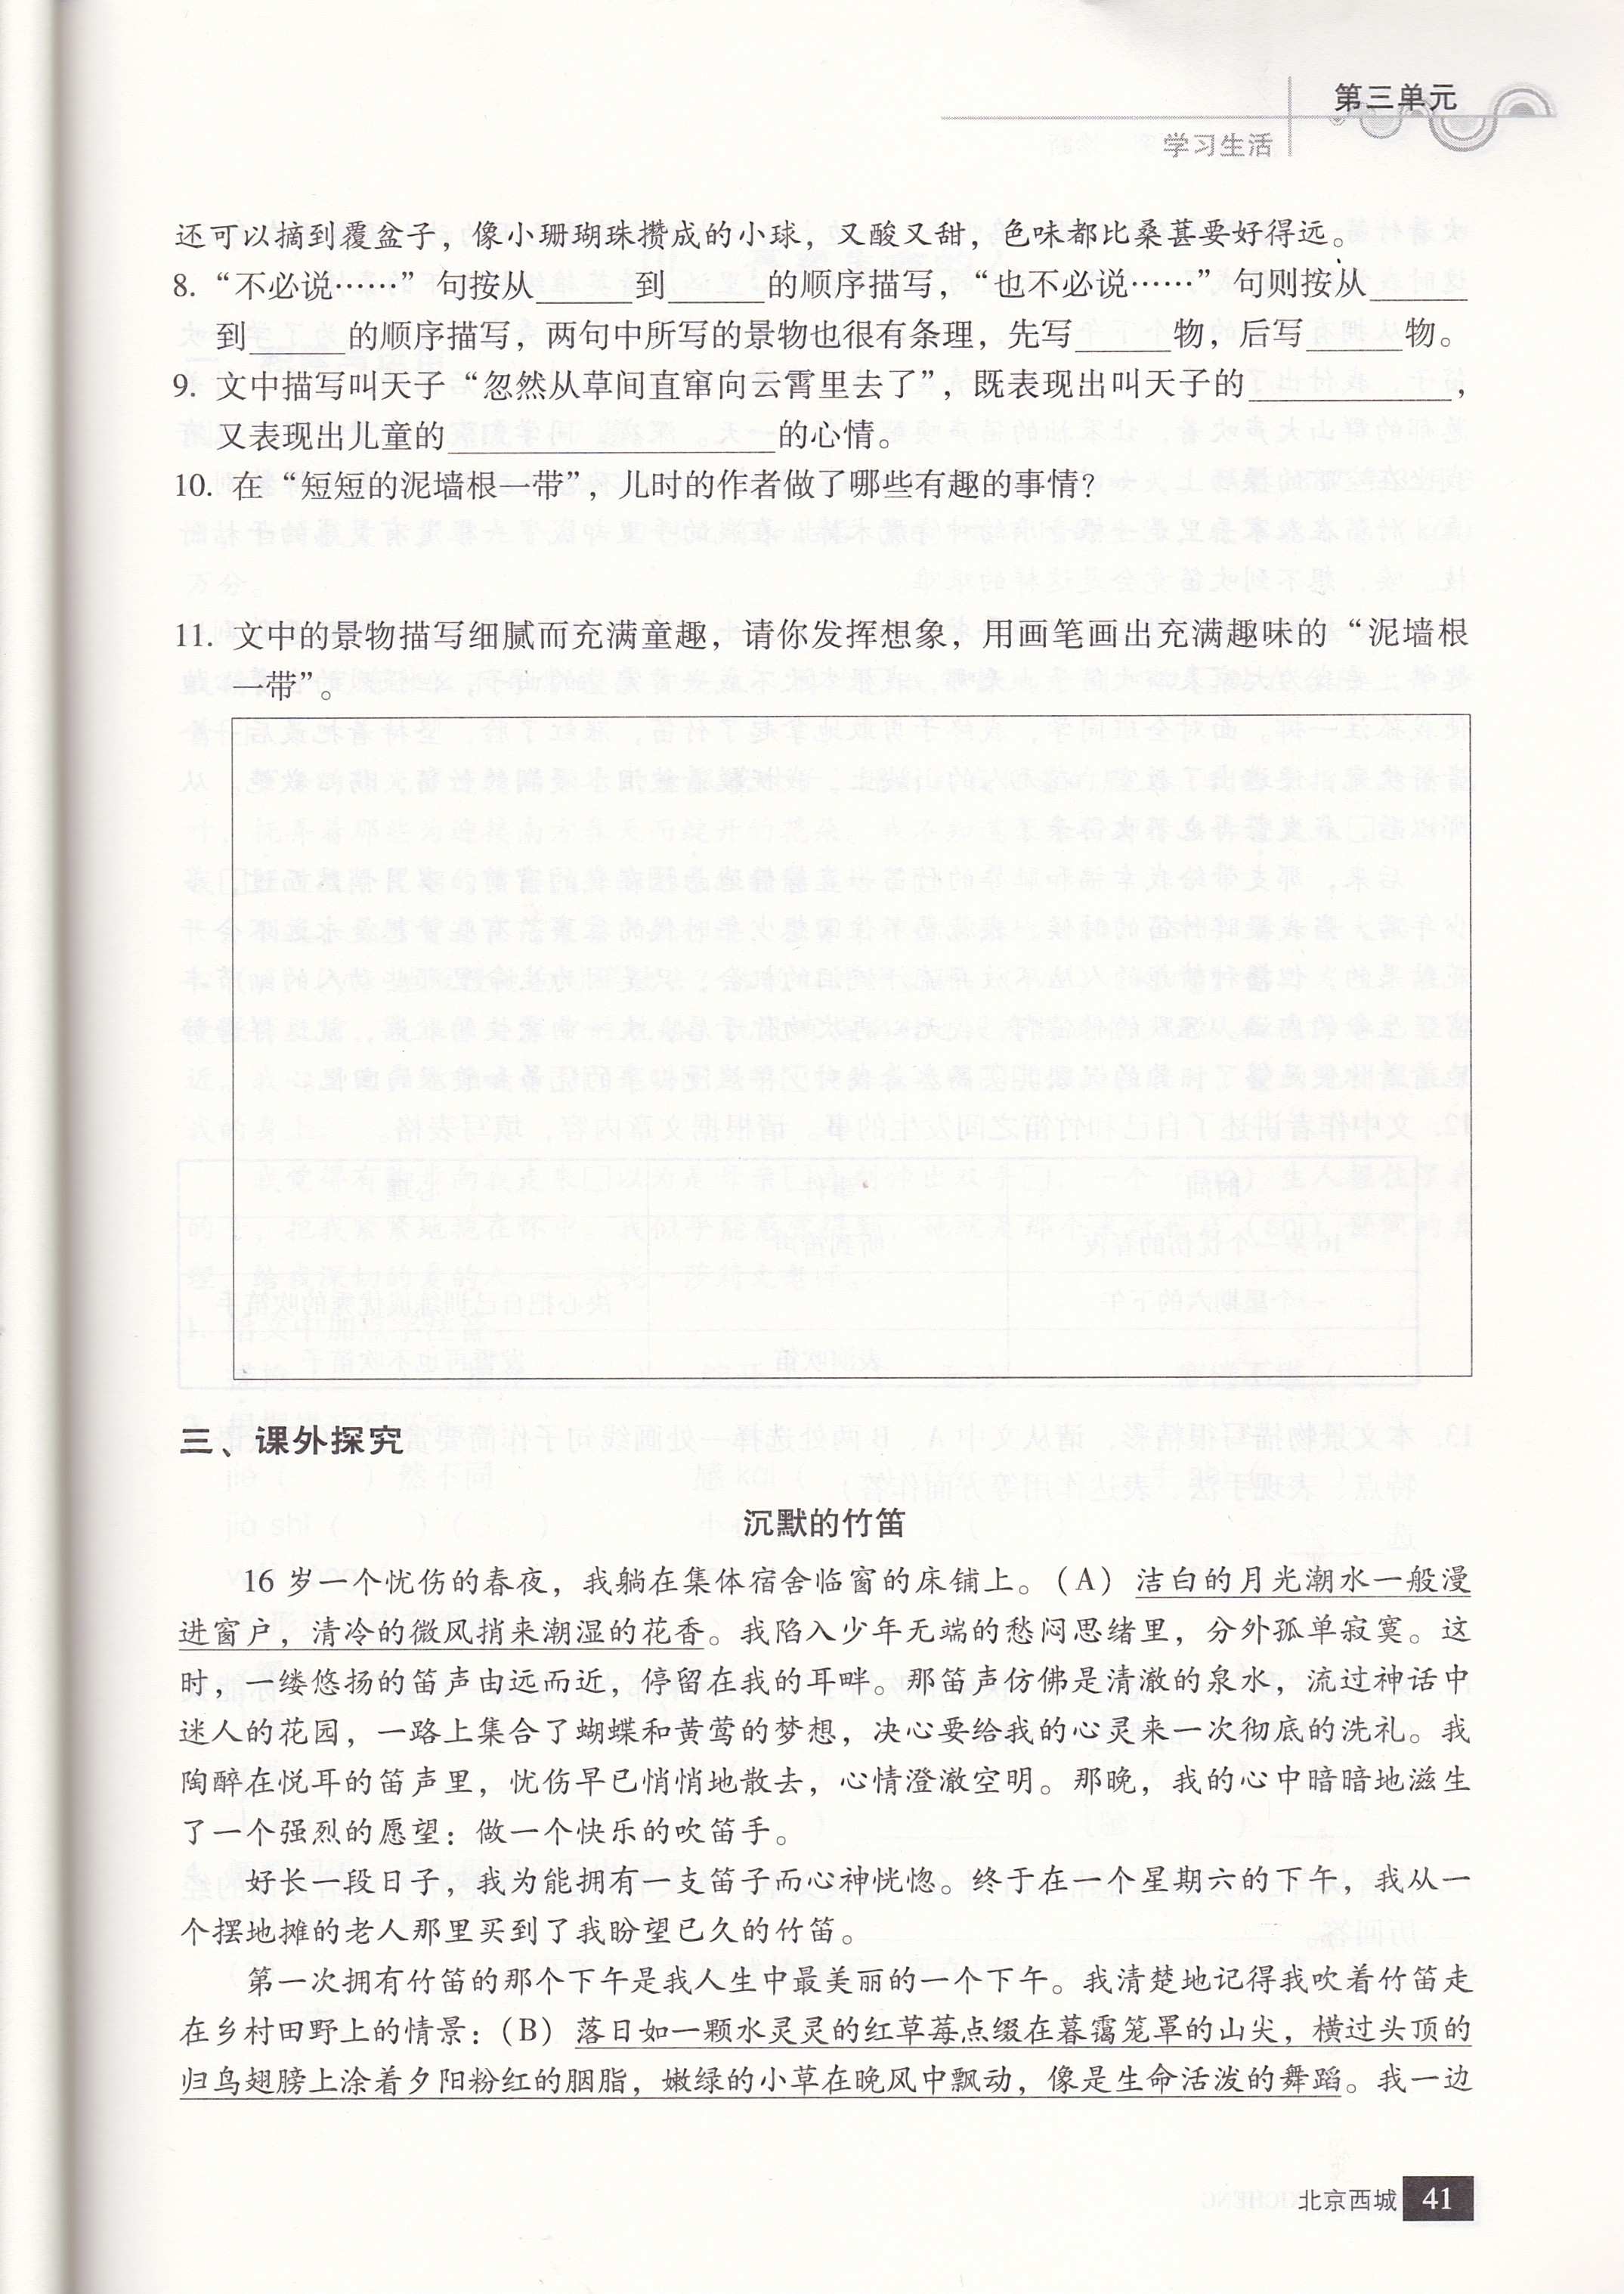 第三单元
学习生活
还可以摘到覆盆子，像小珊瑚珠攒成的小球，又酸又甜，色味都比桑葚要好得远。
8. “不必说……”句按从______到______的顺序描写，“也不必说……”句则按从______
到______的顺序描写，两句中所写的景物也很有条理，先写______物，后写______物。
9. 文中描写叫天子“忽然从草间直窜向云霄里去了”，既表现出叫天子的____________，
又表现出儿童的____________________的心情。
10. 在“短短的泥墙根一带”，儿时的作者做了哪些有趣的事情？
11. 文中的景物描写细腻而充满童趣，请你发挥想象，用画笔画出充满趣味的“泥墙根
一带”。
三、课外探究
沉默的竹笛
16 岁一个忧伤的春夜，我躺在集体宿舍临窗的床铺上。（A）洁白的月光潮水一般漫
进窗户，清冷的微风捎来潮湿的花香。我陷入少年无端的愁闷思绪里，分外孤单寂寞。这
时，一缕悠扬的笛声由远而近，停留在我的耳畔。那笛声仿佛是清澈的泉水，流过神话中
迷人的花园，一路上集合了蝴蝶和黄莺的梦想，决心要给我的心灵来一次彻底的洗礼。我
陶醉在悦耳的笛声里，忧伤早已悄悄地散去，心情澄澈空明。那晚，我的心中暗暗地滋生
了一个强烈的愿望：做一个快乐的吹笛手。
好长一段日子，我为能拥有一支笛子而心神恍惚。终于在一个星期六的下午，我从一
个摆地摊的老人那里买到了我盼望已久的竹笛。
第一次拥有竹笛的那个下午是我人生中最美丽的一个下午。我清楚地记得我吹着竹笛走
在乡村田野上的情景：（B）落日如一颗水灵灵的红草莓点缀在暮霭笼罩的山尖，横过头顶的
归鸟翅膀上涂着夕阳粉红的胭脂，嫩绿的小草在晚风中飘动，像是生命活泼的舞蹈。我一边
北京西城 41